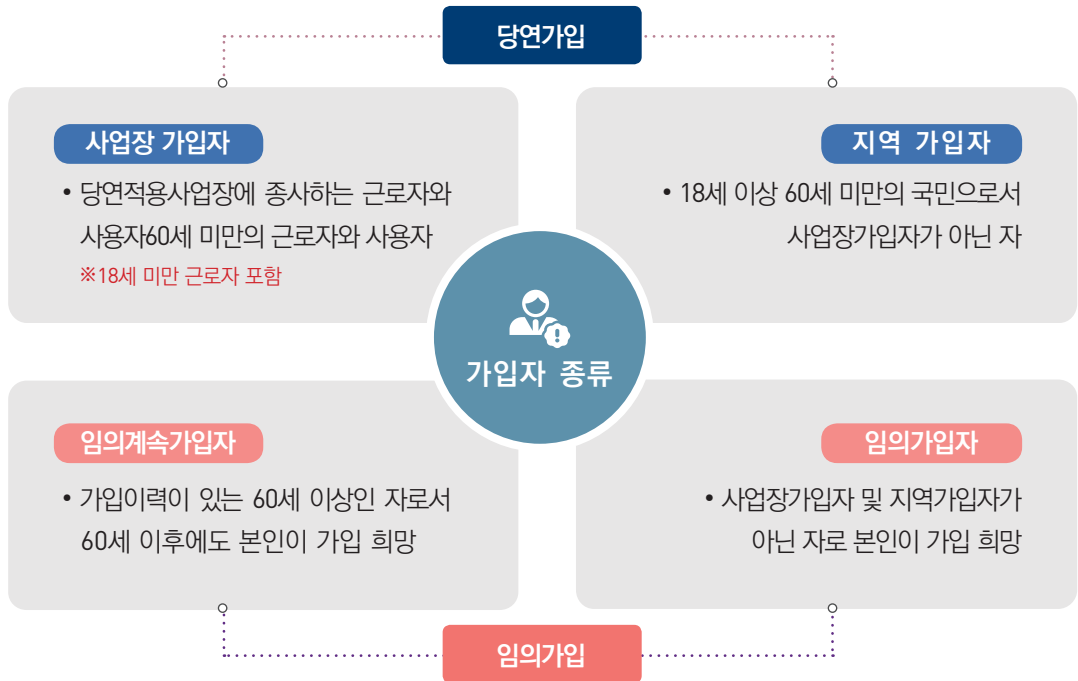 당연가입
사업장 가입자
• 당연적용사업장에 종사하는 근로자와
사용자60세 미만의 근로자와 사용자
※18세 미만 근로자 포함
지역 가입자
• 18세 이상 60세 미만의 국민으로서
사업장가입자가 아닌 자
가입자 종류
임의계속가입자
• 가입이력이 있는 60세 이상인 자로서
60세 이후에도 본인이 가입 희망
임의가입자
• 사업장가입자 및 지역가입자가
아닌 자로 본인이 가입 희망
임의가입